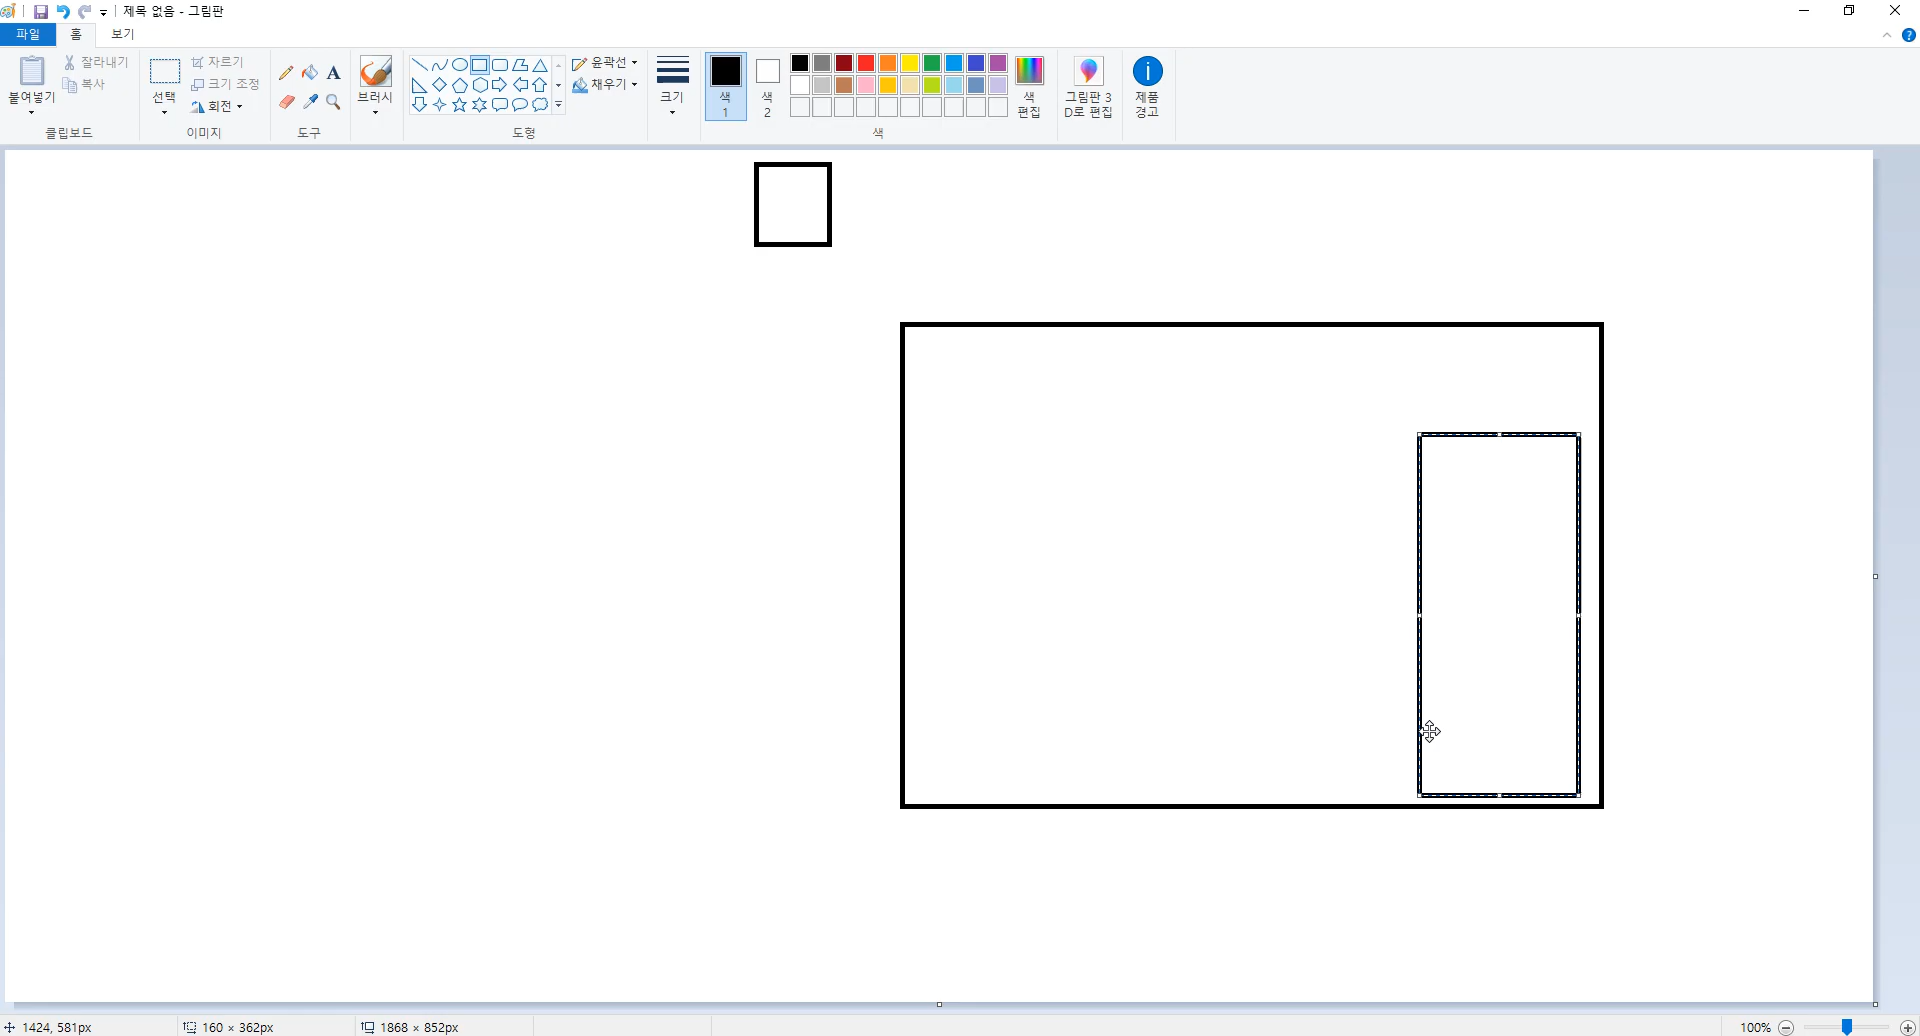 제목 없음 - 그림판
파일 홈 보기
붙여넣기
잘라내기
복사
클립보드
선택
자르기
크기 조정
회전
이미지
A
도구
브러시
도형
윤곽선
채우기
크기
색
1
색
2
색
편집
색
그림판 3
D로 편집
제품
경고
1424, 581px
160 × 362px
1868 × 852px
100%